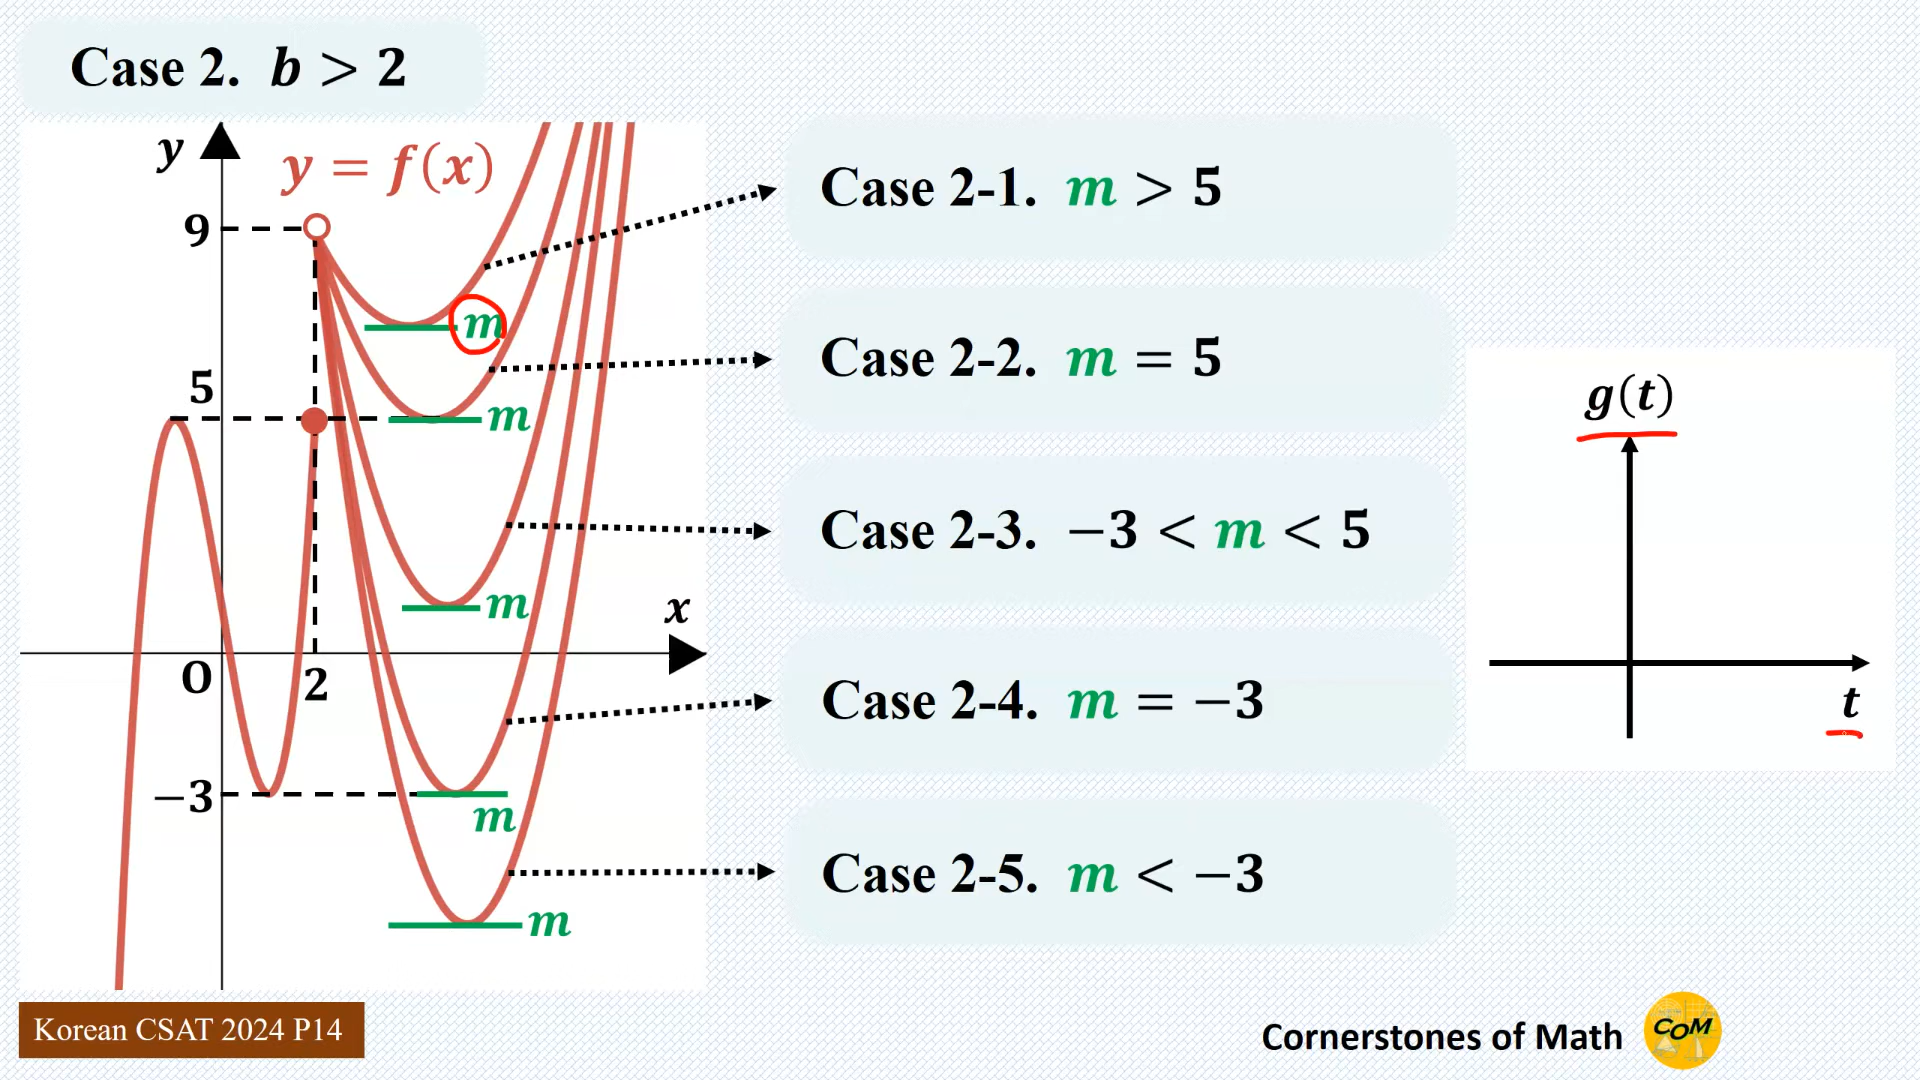 Case 2. b > 2
y
y = f(x)
9
5
m
m
m
x
O
2
−3
m
m
Case 2-1. m > 5
Case 2-2. m = 5
Case 2-3. −3 < m < 5
Case 2-4. m = −3
Case 2-5. m < −3
g(t)
t
Korean CSAT 2024 P14
Cornerstones of Math
COM